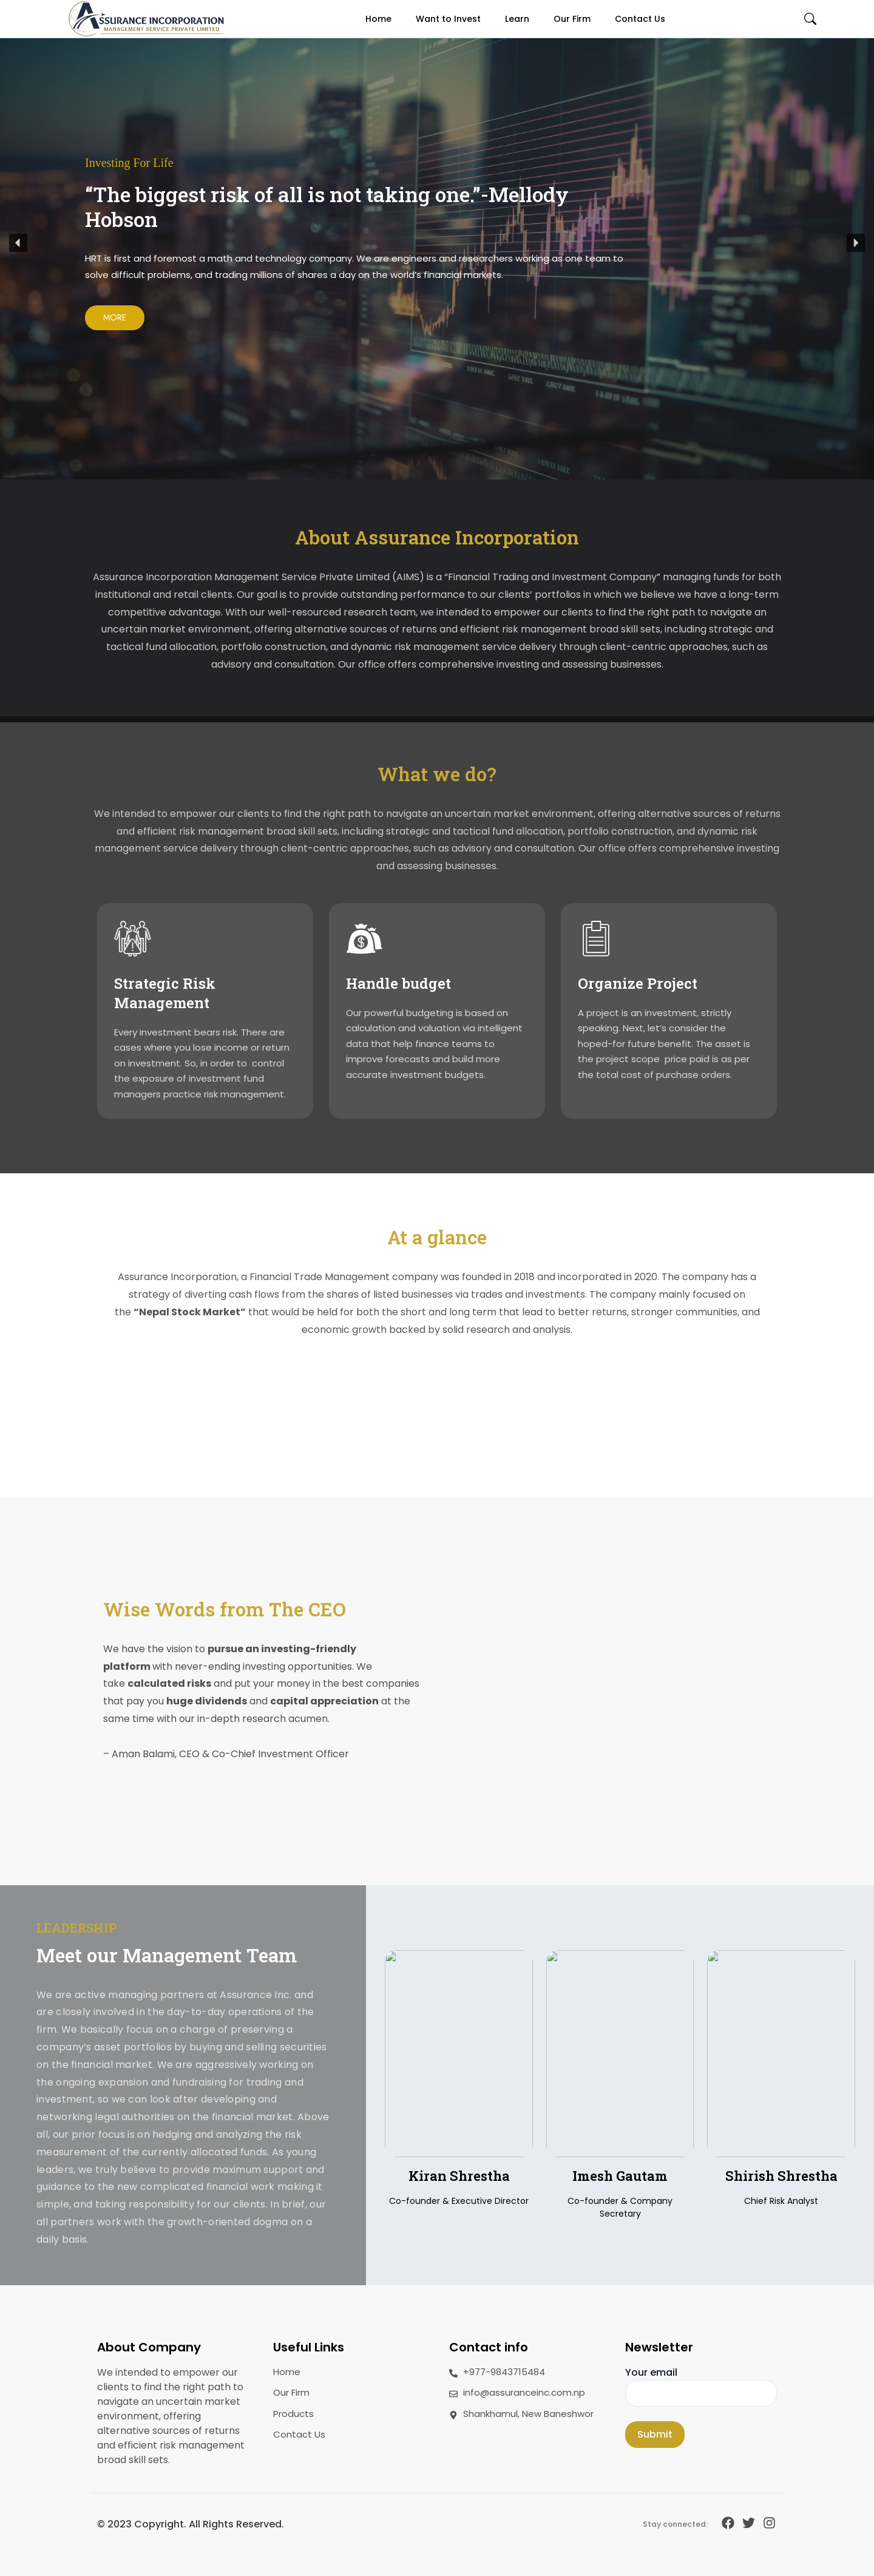 ASSURANCE INCORPORATION
MANAGEMENT SERVICE PRIVATE LIMITED
Home
Want to Invest
Learn
Our Firm
Contact Us
Investing For Life
“The biggest risk of all is not taking one.”-Mellody
Hobson
HRT is first and foremost a math and technology company. We are engineers and researchers working as one team to
solve difficult problems, and trading millions of shares a day on the world’s financial markets.
MORE
About Assurance Incorporation
Assurance Incorporation Management Service Private Limited (AIMS) is a “Financial Trading and Investment Company” managing funds for both
institutional and retail clients. Our goal is to provide outstanding performance to our clients’ portfolios in which we believe we have a long-term
competitive advantage. With our well-resourced research team, we intended to empower our clients to find the right path to navigate an
uncertain market environment, offering alternative sources of returns and efficient risk management broad skill sets, including strategic and
tactical fund allocation, portfolio construction, and dynamic risk management service delivery through client-centric approaches, such as
advisory and consultation. Our office offers comprehensive investing and assessing businesses.
What we do?
We intended to empower our clients to find the right path to navigate an uncertain market environment, offering alternative sources of returns
and efficient risk management broad skill sets, including strategic and tactical fund allocation, portfolio construction, and dynamic risk
management service delivery through client-centric approaches, such as advisory and consultation. Our office offers comprehensive investing
and assessing businesses.
Strategic Risk
Management
Every investment bears risk. There are
cases where you lose income or return
on investment. So, in order to control
the exposure of investment fund
managers practice risk management.
Handle budget
Our powerful budgeting is based on
calculation and valuation via intelligent
data that help finance teams to
improve forecasts and build more
accurate investment budgets.
Organize Project
A project is an investment, strictly
speaking. Next, let’s consider the
hoped-for future benefit. The asset is
the project scope price paid is as per
the total cost of purchase orders.
At a glance
Assurance Incorporation, a Financial Trade Management company was founded in 2018 and incorporated in 2020. The company has a
strategy of diverting cash flows from the shares of listed businesses via trades and investments. The company mainly focused on
the “Nepal Stock Market” that would be held for both the short and long term that lead to better returns, stronger communities, and
economic growth backed by solid research and analysis.
Wise Words from The CEO
We have the vision to pursue an investing-friendly
platform with never-ending investing opportunities. We
take calculated risks and put your money in the best companies
that pay you huge dividends and capital appreciation at the
same time with our in-depth research acumen.
– Aman Balami, CEO & Co-Chief Investment Officer
LEADERSHIP
Meet our Management Team
We are active managing partners at Assurance Inc. and
are closely involved in the day-to-day operations of the
firm. We basically focus on a charge of preserving a
company’s asset portfolios by buying and selling securities
on the financial market. We are aggressively working on
the ongoing expansion and fundraising for trading and
investment, so we can look after developing and
networking legal authorities on the financial market. Above
all, our prior focus is on hedging and analyzing the risk
measurement of the currently allocated funds. As young
leaders, we truly believe to provide maximum support and
guidance to the new complicated financial work making it
simple, and taking responsibility for our clients. In brief, our
all partners work with the growth-oriented dogma on a
daily basis.
Kiran Shrestha
Co-founder & Executive Director
Imesh Gautam
Co-founder & Company
Secretary
Shirish Shrestha
Chief Risk Analyst
About Company
We intended to empower our
clients to find the right path to
navigate an uncertain market
environment, offering
alternative sources of returns
and efficient risk management
broad skill sets.
Useful Links
Home
Our Firm
Products
Contact Us
Contact info
+977-9843715484
info@assuranceinc.com.np
Shankhamul, New Baneshwor
Newsletter
Your email
Submit
© 2023 Copyright. All Rights Reserved.
Stay connected: